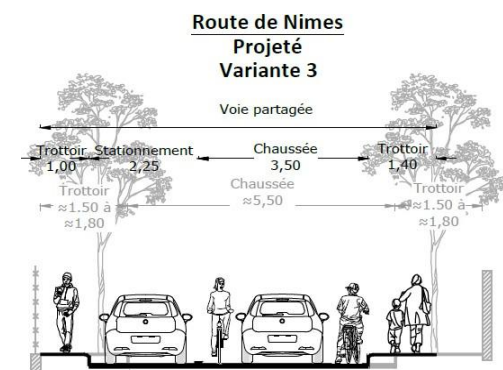 Route de Nimes
Projeté
Variante 3
Voie partagée
Trottoir Stationnement Chaussée Trottoir
1,00 2,25 3,50 1,40
Trottoir Chaussée Trottoir
≈1.50 à ≈5,50 ≈1.50 à
≈1,80 ≈1,80